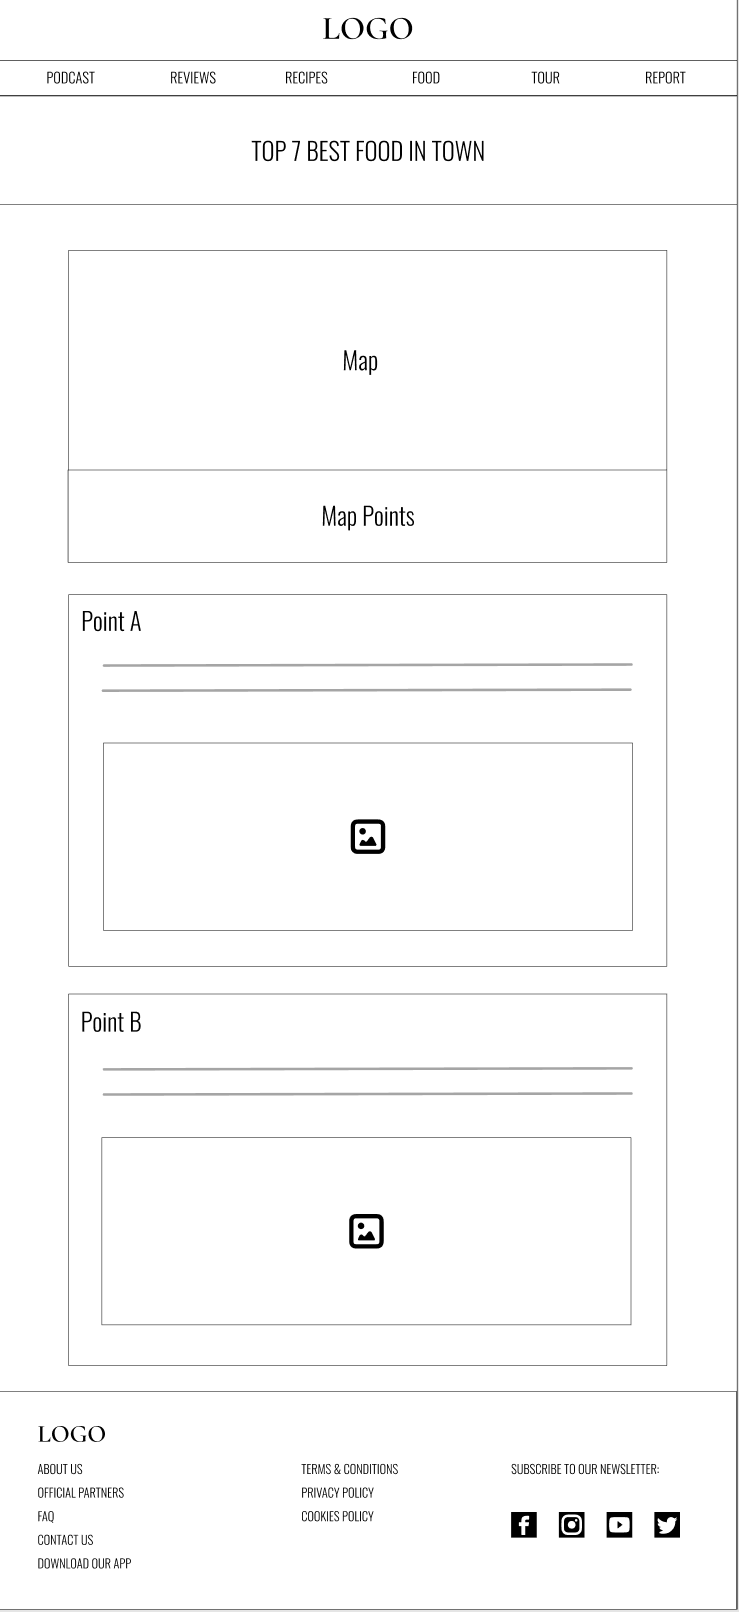 LOGO
PODCAST REVIEWS RECIPES FOOD TOUR REPORT
TOP 7 BEST FOOD IN TOWN
Map
Map Points
Point A
Point B
LOGO
ABOUT US
OFFICIAL PARTNERS
FAQ
CONTACT US
DOWNLOAD OUR APP
TERMS & CONDITIONS
PRIVACY POLICY
COOKIES POLICY
SUBSCRIBE TO OUR NEWSLETTER: